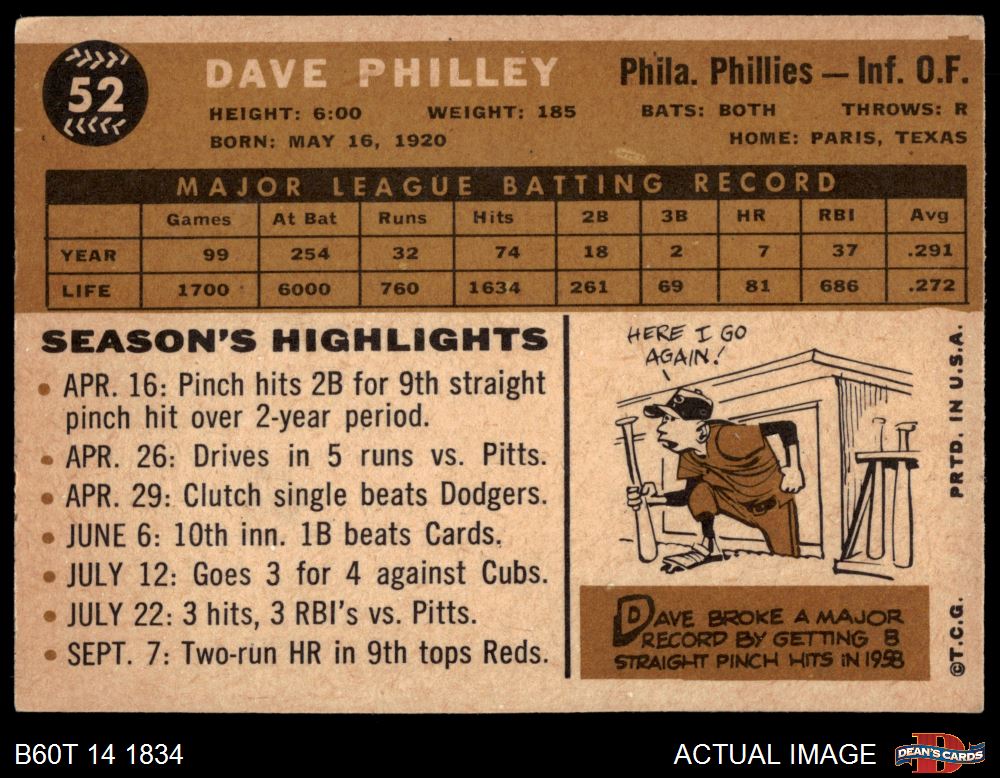 52
DAVE PHILLEY
Phila. Phillies — Inf. O.F.
HEIGHT: 6:00 WEIGHT: 185 BATS: BOTH THROWS: R
BORN: MAY 16, 1920 HOME: PARIS, TEXAS
MAJOR LEAGUE BATTING RECORD
Games At Bat Runs Hits 2B 3B HR RBI Avg
YEAR 99 254 32 74 18 2 7 37 .291
LIFE 1700 6000 760 1634 261 69 81 686 .272
SEASON'S HIGHLIGHTS
• APR. 16: Pinch hits 2B for 9th straight
pinch hit over 2-year period.
• APR. 26: Drives in 5 runs vs. Pitts.
• APR. 29: Clutch single beats Dodgers.
• JUNE 6: 10th inn. 1B beats Cards.
• JULY 12: Goes 3 for 4 against Cubs.
• JULY 22: 3 hits, 3 RBI's vs. Pitts.
• SEPT. 7: Two-run HR in 9th tops Reds.
HERE I GO
AGAIN!
DAVE BROKE A MAJOR
RECORD BY GETTING 8
STRAIGHT PINCH HITS IN 1958
©T.C.G. PRTD. IN U.S.A.
B60T 14 1834
ACTUAL IMAGE
DEAN'S CARDS